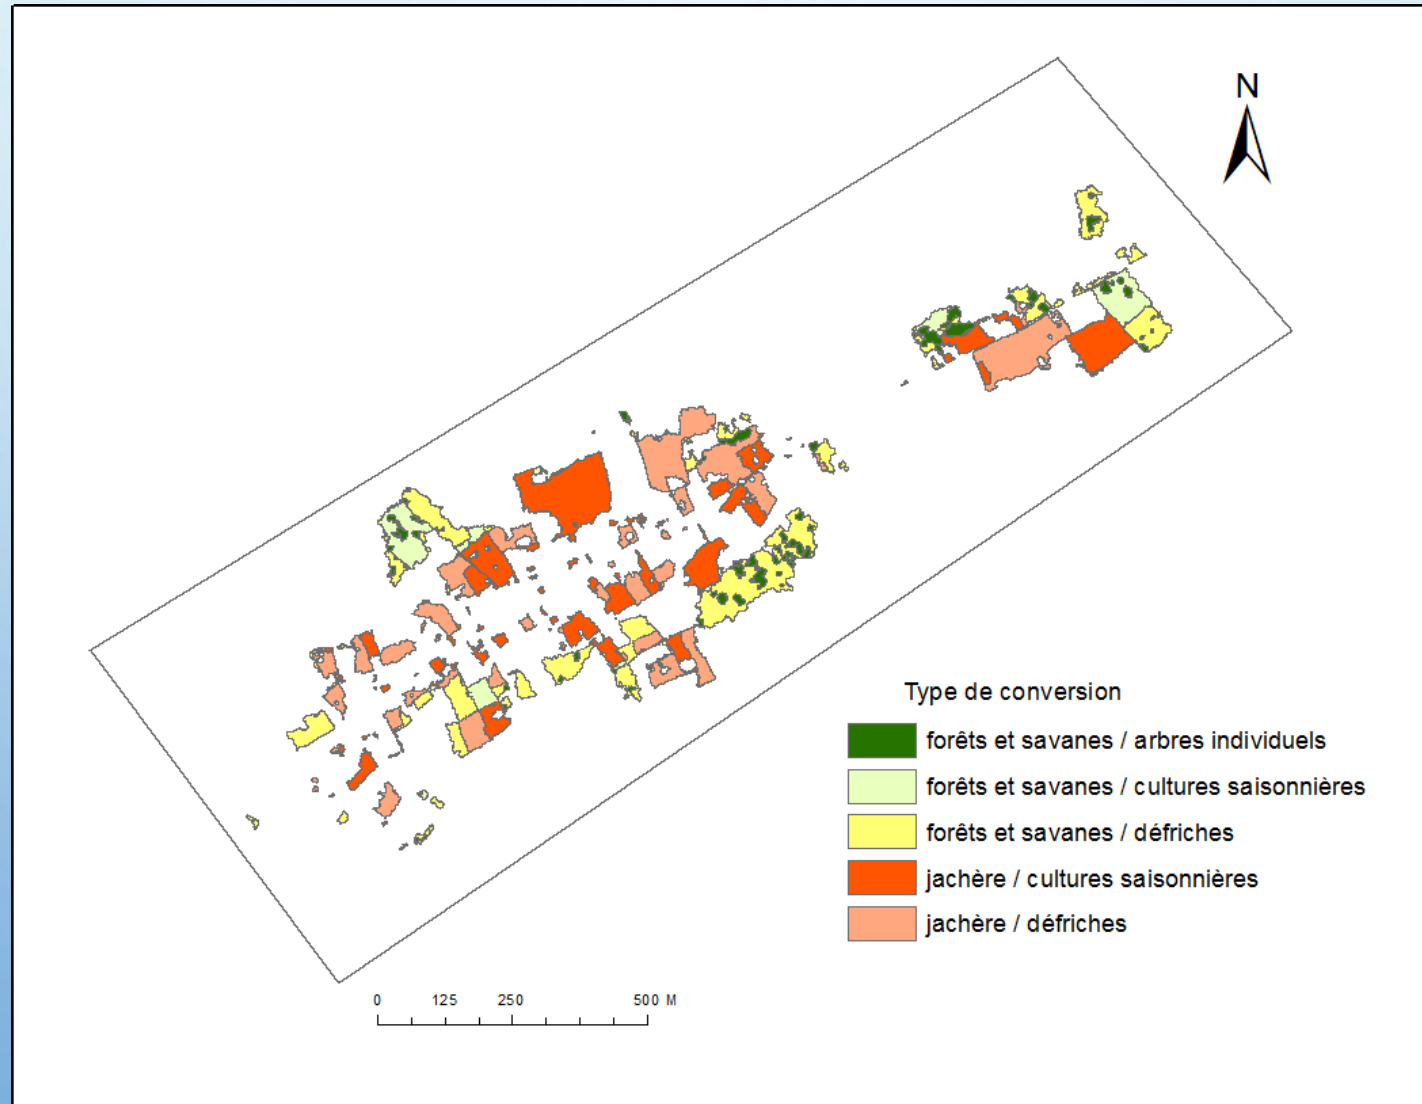 N
Type de conversion
forêts et savanes / arbres individuels
forêts et savanes / cultures saisonnières
forêts et savanes / défriches
jachère / cultures saisonnières
jachère / défriches
0 125 250 500 M